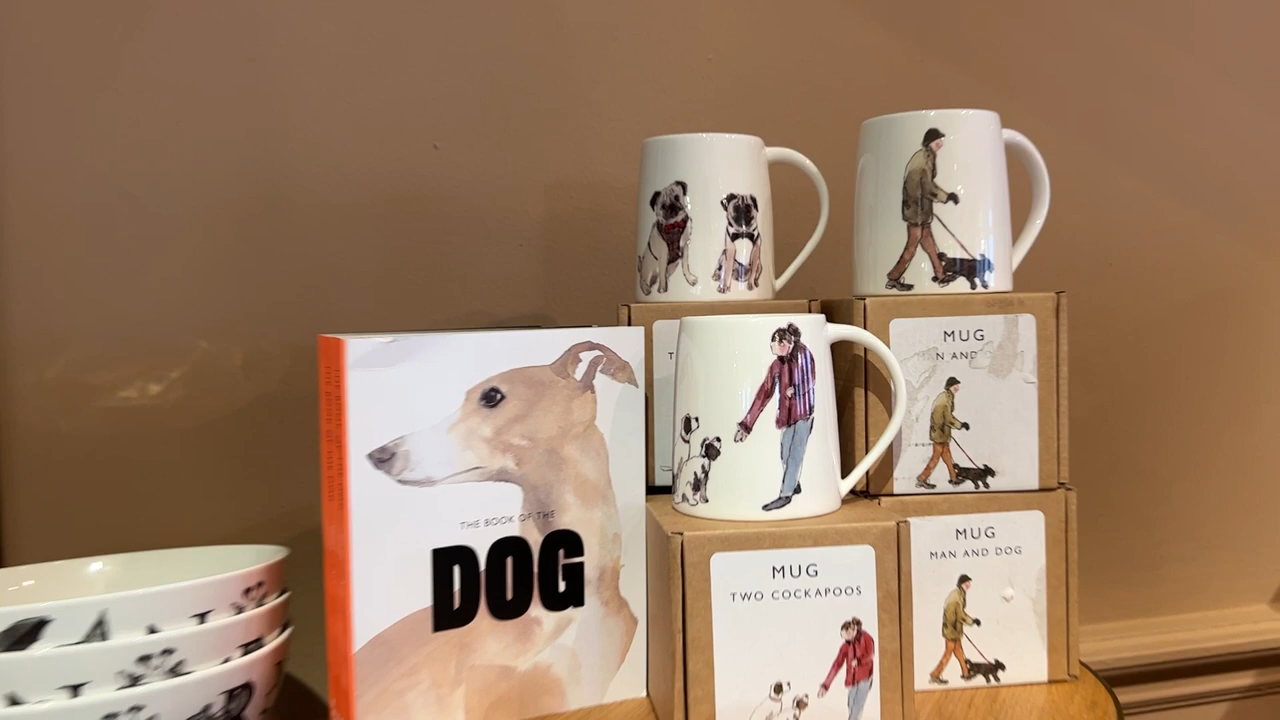 THE BOOK OF THE
DOG
MUG
MUG
TWO COCKAPOOS
MUG
MAN AND DOG